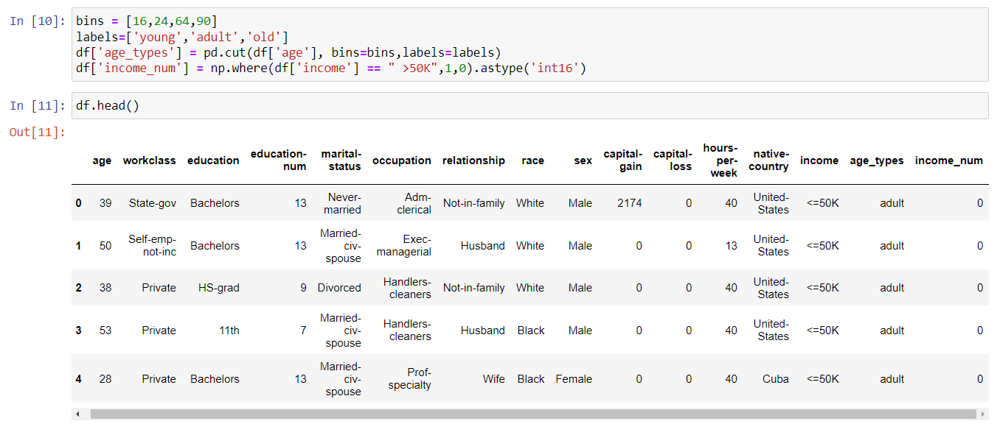 In [10]: bins = [16,24,64,90]
labels=['young','adult','old']
df['age_types'] = pd.cut(df['age'], bins=bins,labels=labels)
df['income_num'] = np.where(df['income'] == " >50K",1,0).astype('int16')
In [11]: df.head()
Out[11]:
age workclass education education-num marital-status occupation relationship race sex capital-gain capital-loss hours-per-week native-country income age_types income_num
0 39 State-gov Bachelors 13 Never-married Adm-clerical Not-in-family White Male 2174 0 40 United-States <=50K adult 0
1 50 Self-emp-not-inc Bachelors 13 Married-civ-spouse Exec-managerial Husband White Male 0 0 13 United-States <=50K adult 0
2 38 Private HS-grad 9 Divorced Handlers-cleaners Not-in-family White Male 0 0 40 United-States <=50K adult 0
3 53 Private 11th 7 Married-civ-spouse Handlers-cleaners Husband Black Male 0 0 40 United-States <=50K adult 0
4 28 Private Bachelors 13 Married-civ-spouse Prof-specialty Wife Black Female 0 0 40 Cuba <=50K adult 0